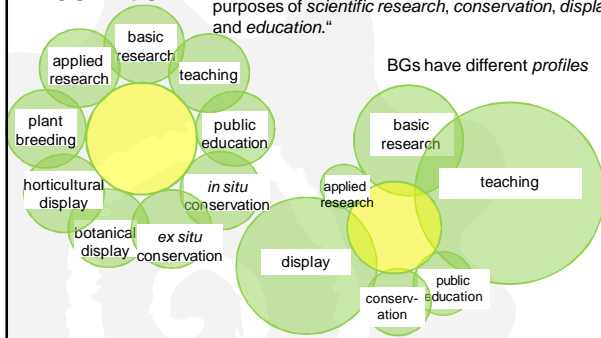 purposes of scientific research, conservation, displa
and education.“
BGs have different profiles
basic
research
applied
research
teaching
plant
breeding
public
education
horticultural
display
in situ
conservation
botanical
display
ex situ
conservation
basic
research
teaching
applied
research
display
public
education
conserv-
ation